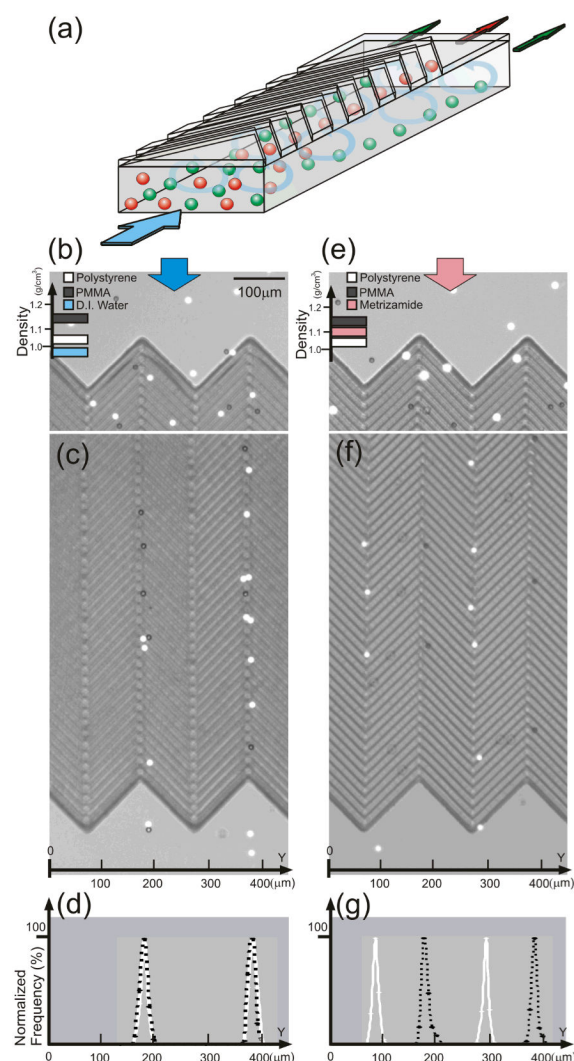 (a)
(b)
Polystyrene
PMMA
D.I. Water
100μm
Density (g/cm³)
1.2
1.1
1.0
(e)
Polystyrene
PMMA
Metrizamide
Density (g/cm³)
1.2
1.1
1.0
(c)
(f)
0
Y
100 200 300 400(μm)
0
Y
100 200 300 400(μm)
(d)
100
Normalized Frequency (%)
Y
0 100 200 300 400(μm)
(g)
100
Y
0 100 200 300 400(μm)